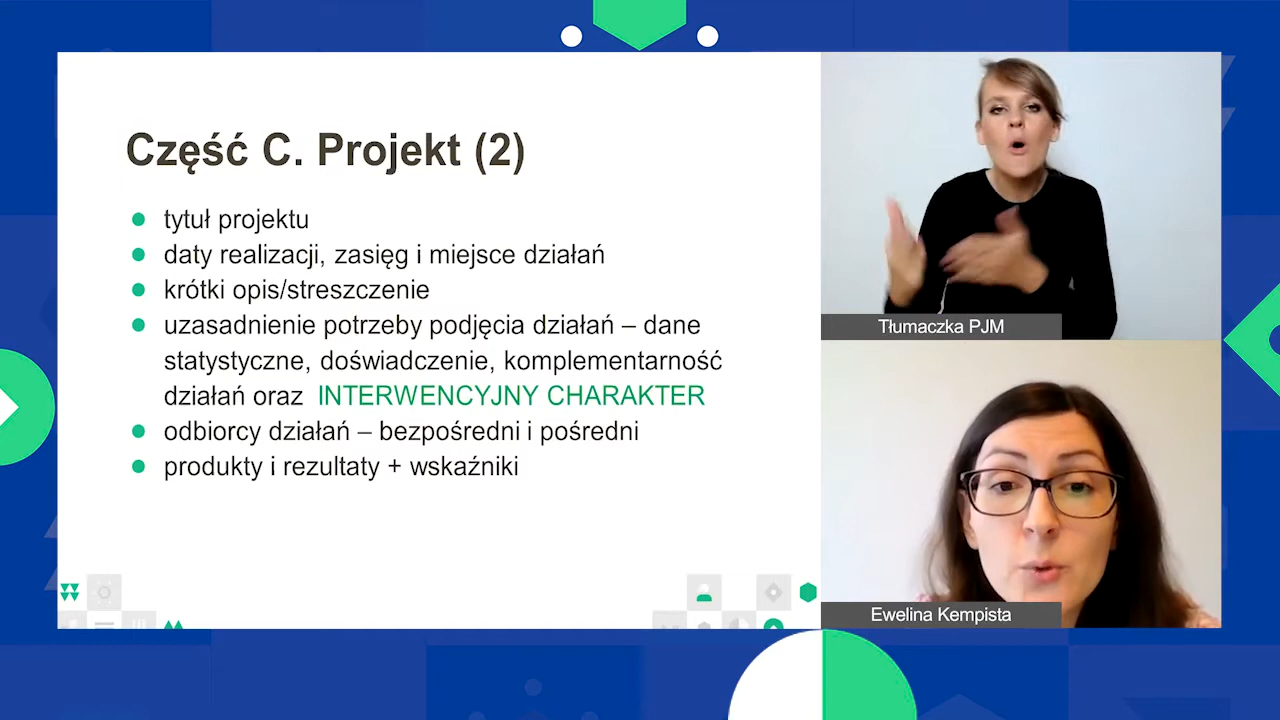 Część C. Projekt (2)
tytuł projektu
daty realizacji, zasięg i miejsce działań
krótki opis/streszczenie
uzasadnienie potrzeby podjęcia działań – dane
statystyczne, doświadczenie, komplementarność
działań oraz INTERWENCYJNY CHARAKTER
odbiorcy działań – bezpośredni i pośredni
produkty i rezultaty + wskaźniki
Tłumaczka PJM
Ewelina Kempista